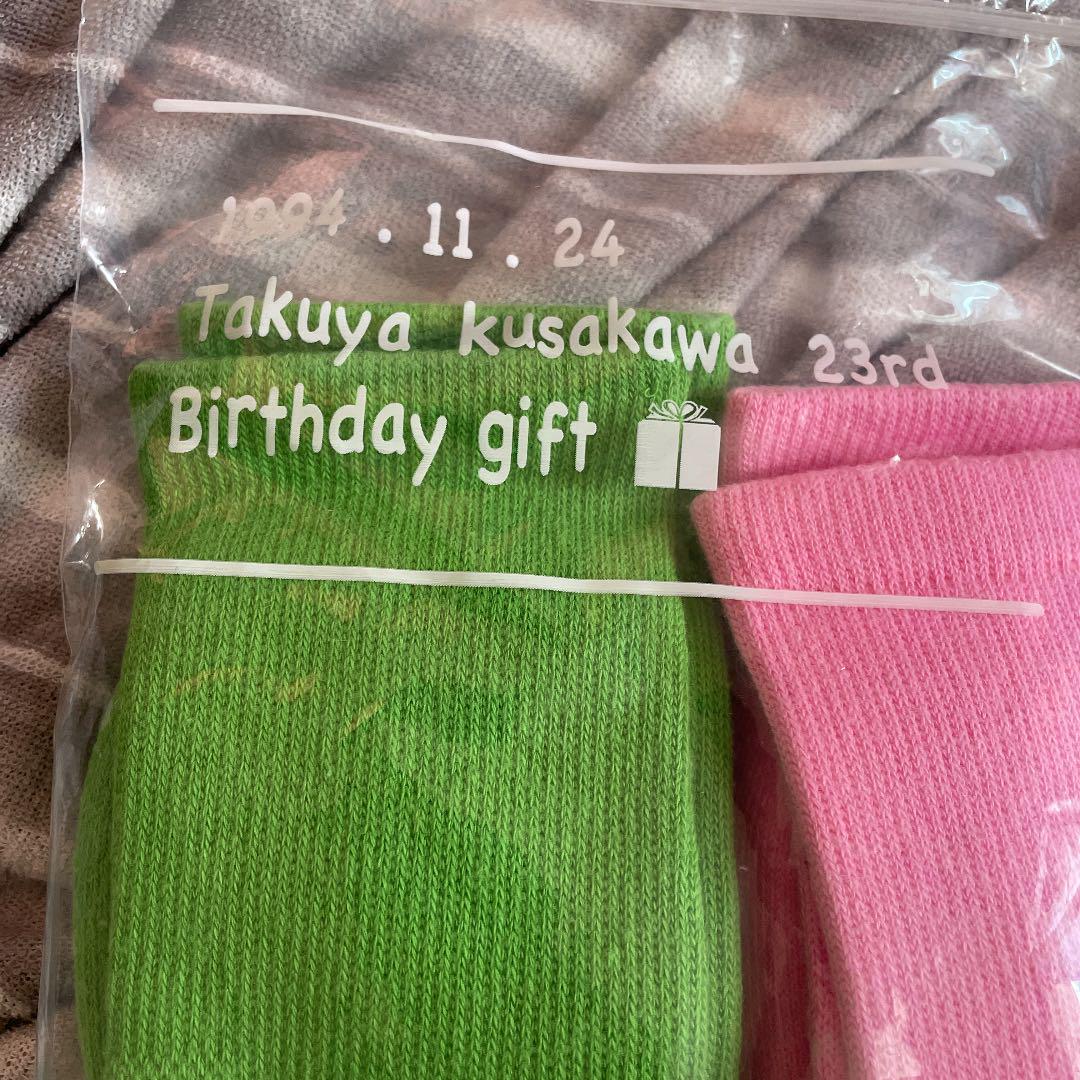 1994 . 11 . 24
Takuya kusakawa 23rd
Birthday gift